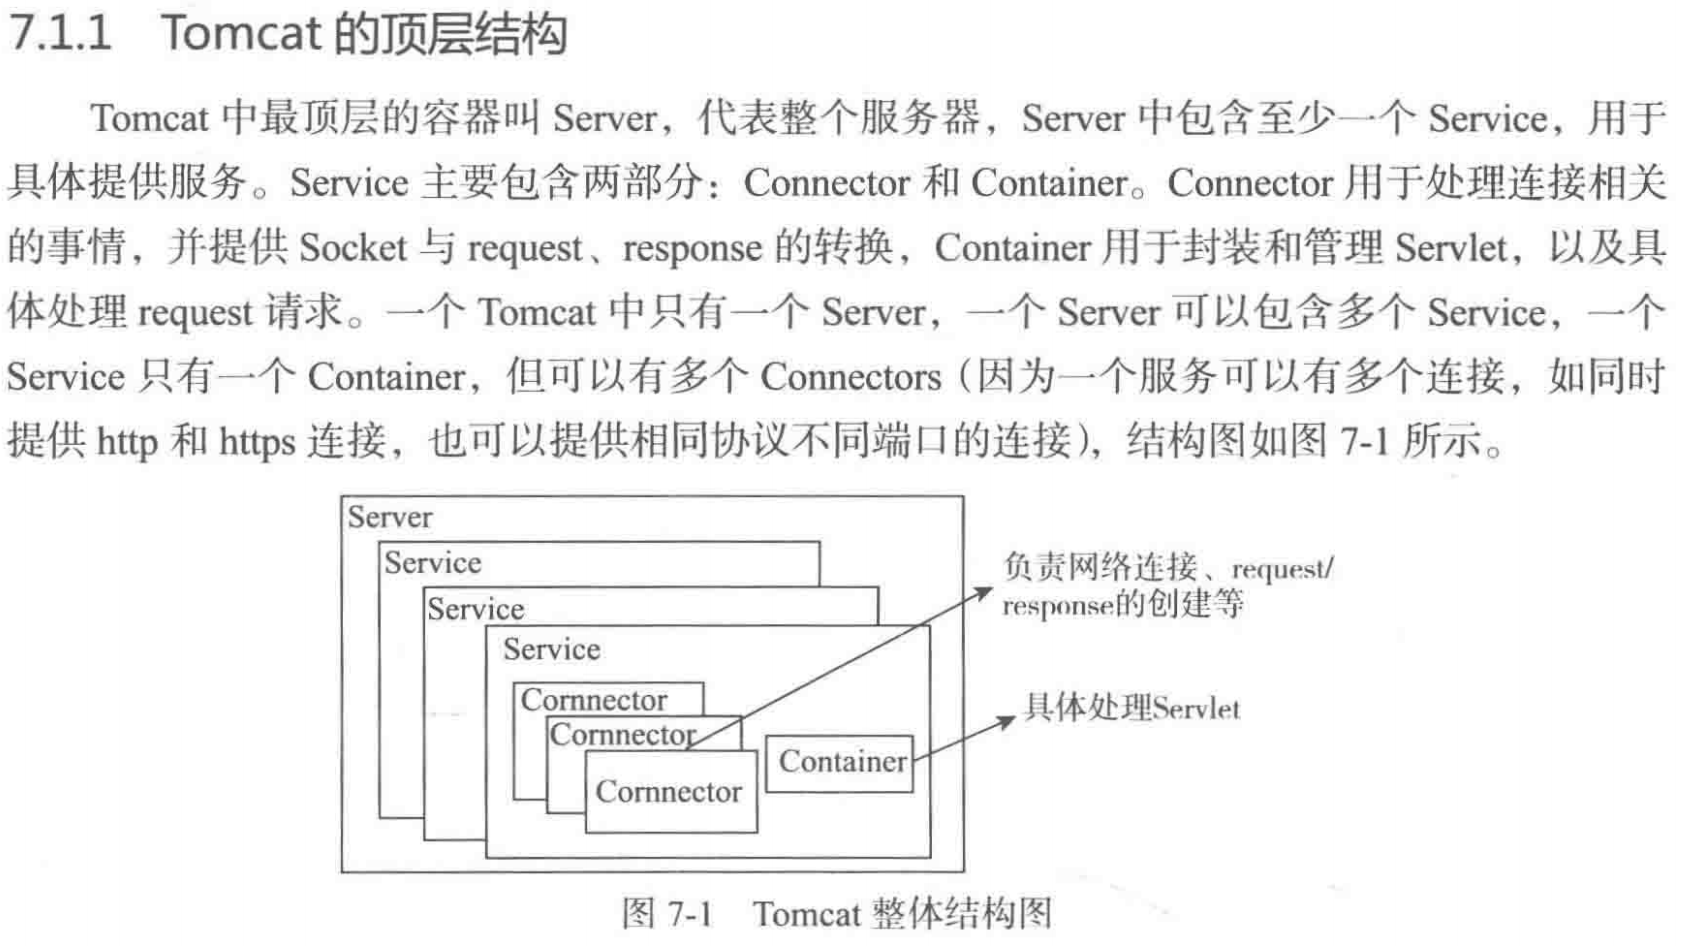 7.1.1 Tomcat 的顶层结构
Tomcat 中最顶层的容器叫 Server，代表整个服务器，Server 中包含至少一个 Service，用于
具体提供服务。Service 主要包含两部分：Connector 和 Container。Connector 用于处理连接相关
的事情，并提供 Socket 与 request、response 的转换，Container 用于封装和管理 Servlet，以及具
体处理 request 请求。一个 Tomcat 中只有一个 Server，一个 Server 可以包含多个 Service，一个
Service 只有一个 Container，但可以有多个 Connectors（因为一个服务可以有多个连接，如同时
提供 http 和 https 连接，也可以提供相同协议不同端口的连接），结构图如图 7-1 所示。
Server
Service
Service
Service
Cornnector
Cornnector
Cornnector
Container
负责网络连接、request/
response的创建等
具体处理Servlet
图 7-1 Tomcat 整体结构图